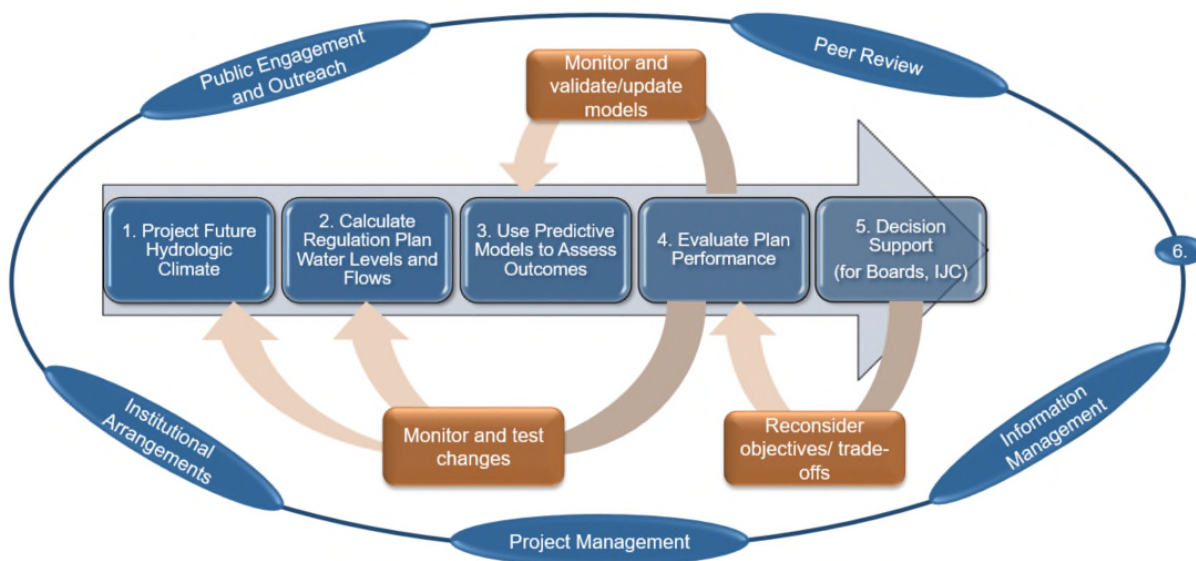 Public Engagement
and Outreach
Peer Review
Monitor and
validate/update
models
1. Project Future
Hydrologic
Climate
2. Calculate
Regulation Plan
Water Levels and
Flows
3. Use Predictive
Models to Assess
Outcomes
4. Evaluate Plan
Performance
5. Decision
Support
(for Boards, IJC)
6.
Institutional
Arrangements
Monitor and test
changes
Reconsider
objectives/ trade-
offs
Information
Management
Project Management